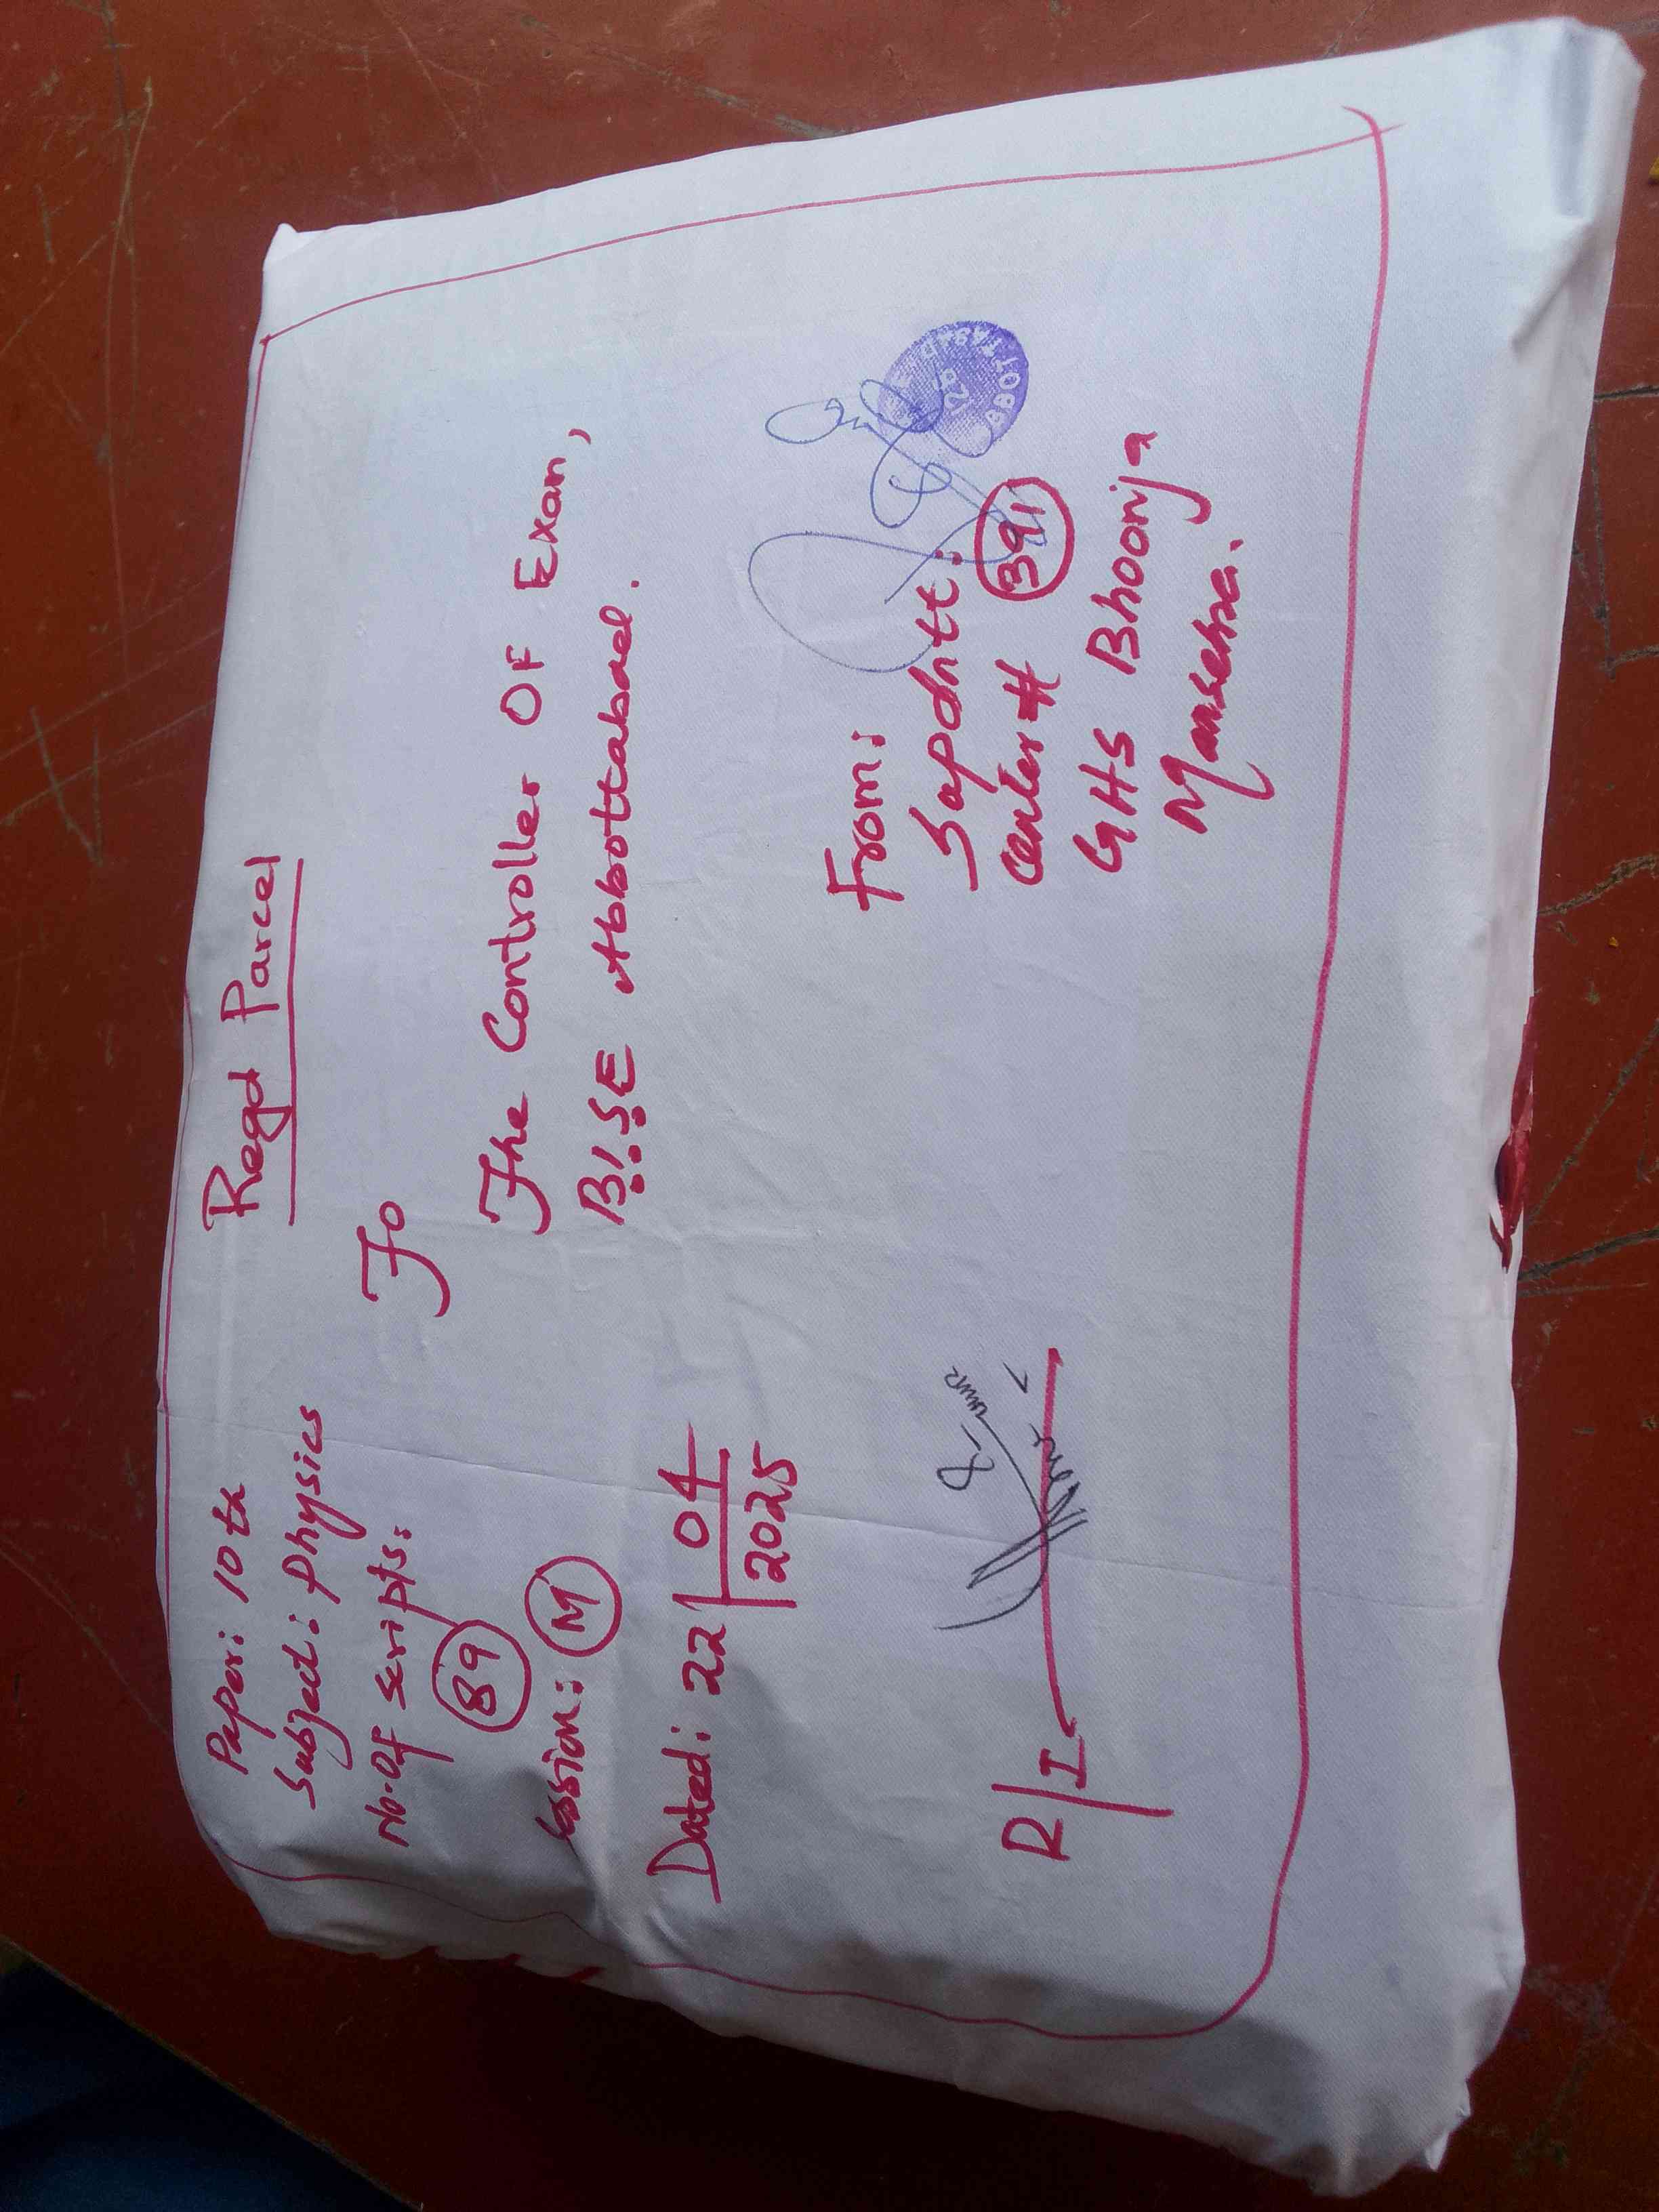 Regd Parcel
Paper: 10th
Subject: Physics
No. Of Scripts:
89
Session: M
Dated: 22/04/2025
To
The Controller OF Exam,
B.I.S.E Abbottabad.
From:
Supdntt:
Center # 391
GHS Bhoonja
Mansehra.
R/I